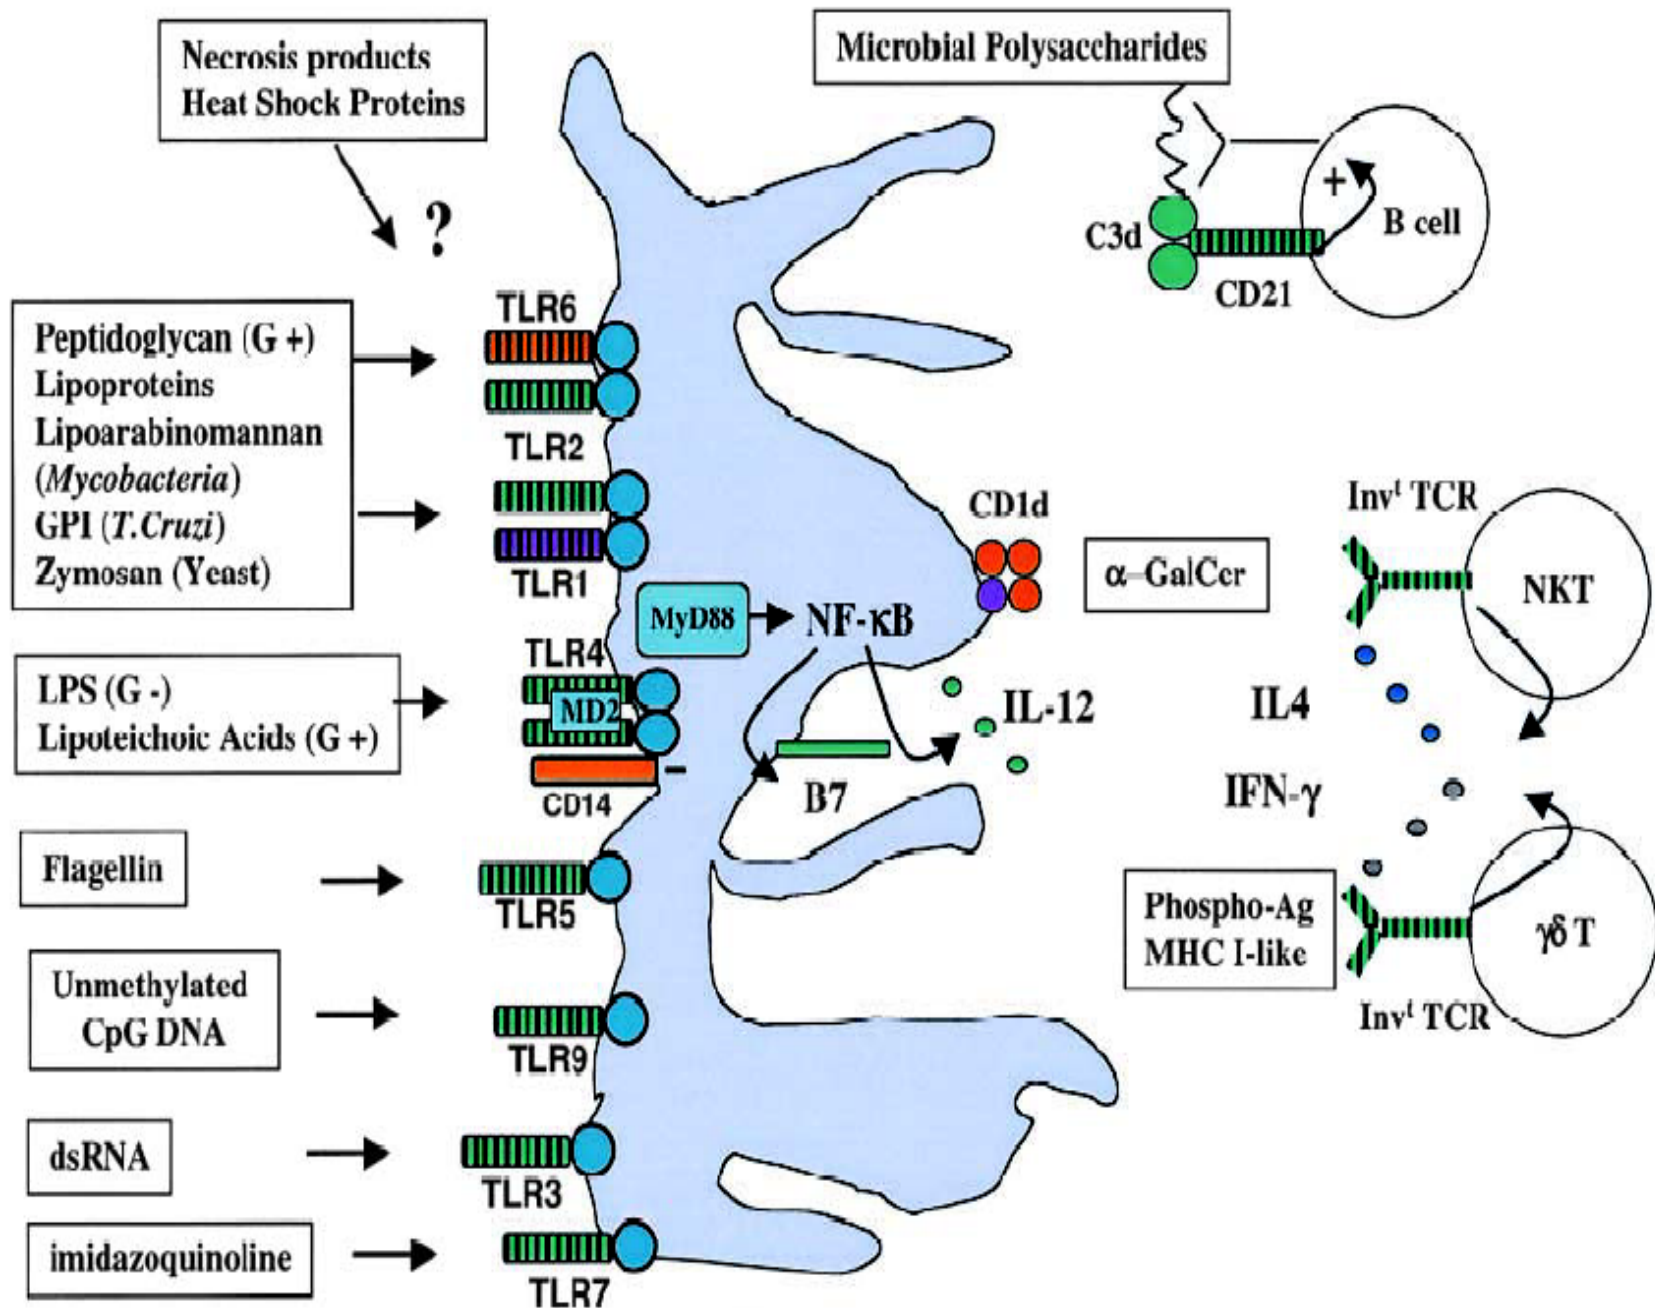 Necrosis products
Heat Shock Proteins
?
Microbial Polysaccharides
+
B cell
C3d
CD21
Peptidoglycan (G +)
Lipoproteins
Lipoarabinomannan
(Mycobacteria)
GPI (T.Cruzi)
Zymosan (Yeast)
TLR6
TLR2
TLR1
MyD88
NF-κB
CD1d
α-GalCer
Invᵗ TCR
NKT
LPS (G -)
Lipoteichoic Acids (G +)
TLR4
MD2
CD14
B7
IL-12
IL4
IFN-γ
Flagellin
TLR5
Phospho-Ag
MHC I-like
γδ T
Invᵗ TCR
Unmethylated
CpG DNA
TLR9
dsRNA
TLR3
imidazoquinoline
TLR7